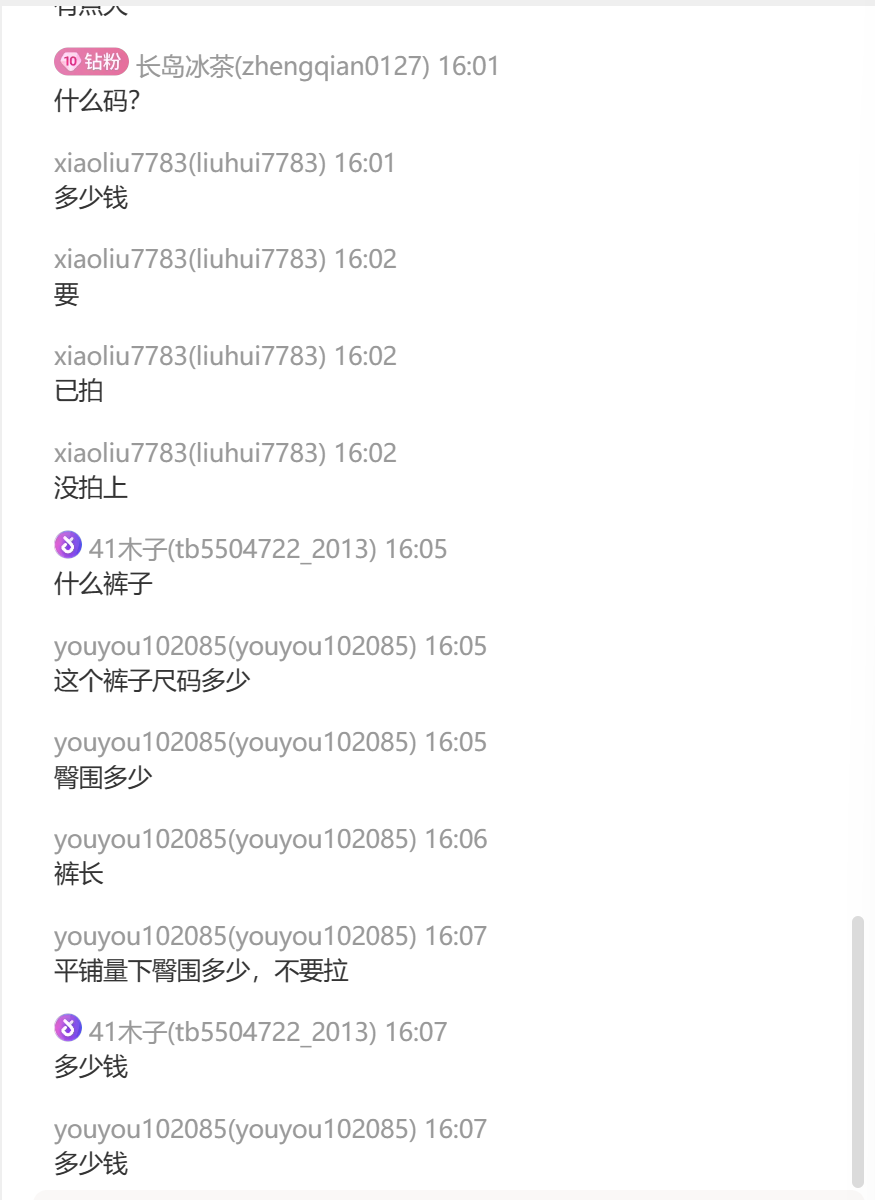 10 钻粉 长岛冰茶(zhengqian0127) 16:01
什么码?
xiaoliu7783(liuhui7783) 16:01
多少钱
xiaoliu7783(liuhui7783) 16:02
要
xiaoliu7783(liuhui7783) 16:02
已拍
xiaoliu7783(liuhui7783) 16:02
没拍上
41木子(tb5504722_2013) 16:05
什么裤子
youyou102085(youyou102085) 16:05
这个裤子尺码多少
youyou102085(youyou102085) 16:05
臀围多少
youyou102085(youyou102085) 16:06
裤长
youyou102085(youyou102085) 16:07
平铺量下臀围多少，不要拉
41木子(tb5504722_2013) 16:07
多少钱
youyou102085(youyou102085) 16:07
多少钱